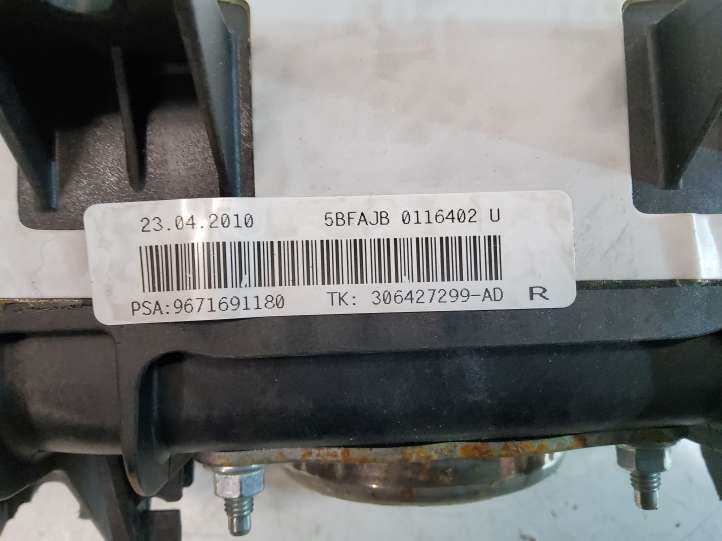 23.04.2010 5BFAJB 0116402 U
PSA:9671691180 TK: 306427299-AD R